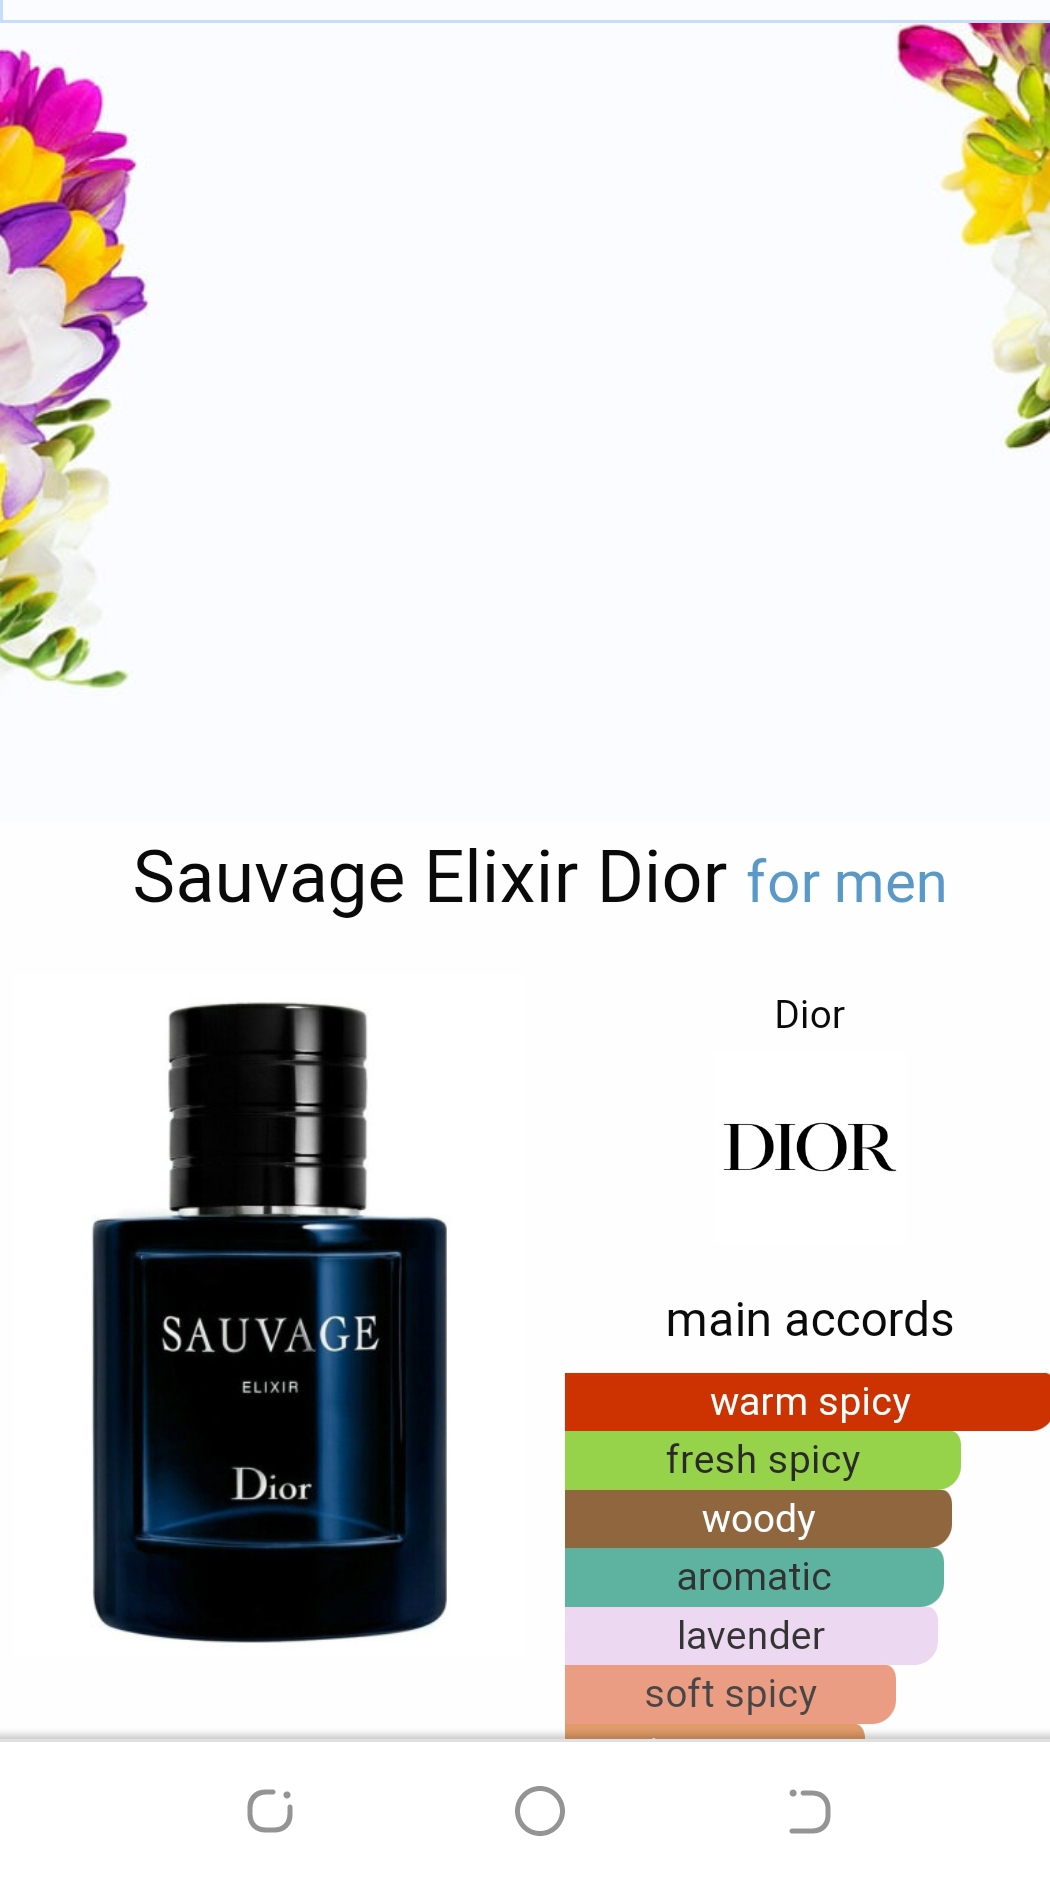 Sauvage Elixir Dior for men
Dior
DIOR
main accords
SAUVAGE
ELIXIR
Dior
warm spicy
fresh spicy
woody
aromatic
lavender
soft spicy